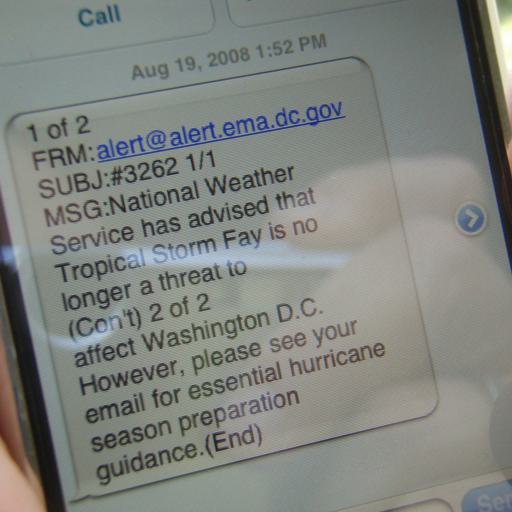 Call
Aug 19, 2008 1:52 PM
1 of 2
FRM:alert@alert.ema.dc.gov
SUBJ:#3262 1/1
MSG:National Weather
Service has advised that
Tropical Storm Fay is no
longer a threat to
(Con't) 2 of 2
affect Washington D.C.
However, please see your
email for essential hurricane
season preparation
guidance.(End)